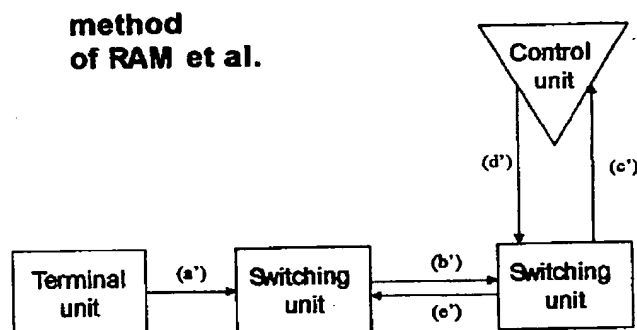 method
of RAM et al.
Control
unit
(d')
(c')
Terminal
unit
(a')
Switching
unit
(b')
(e')
Switching
unit